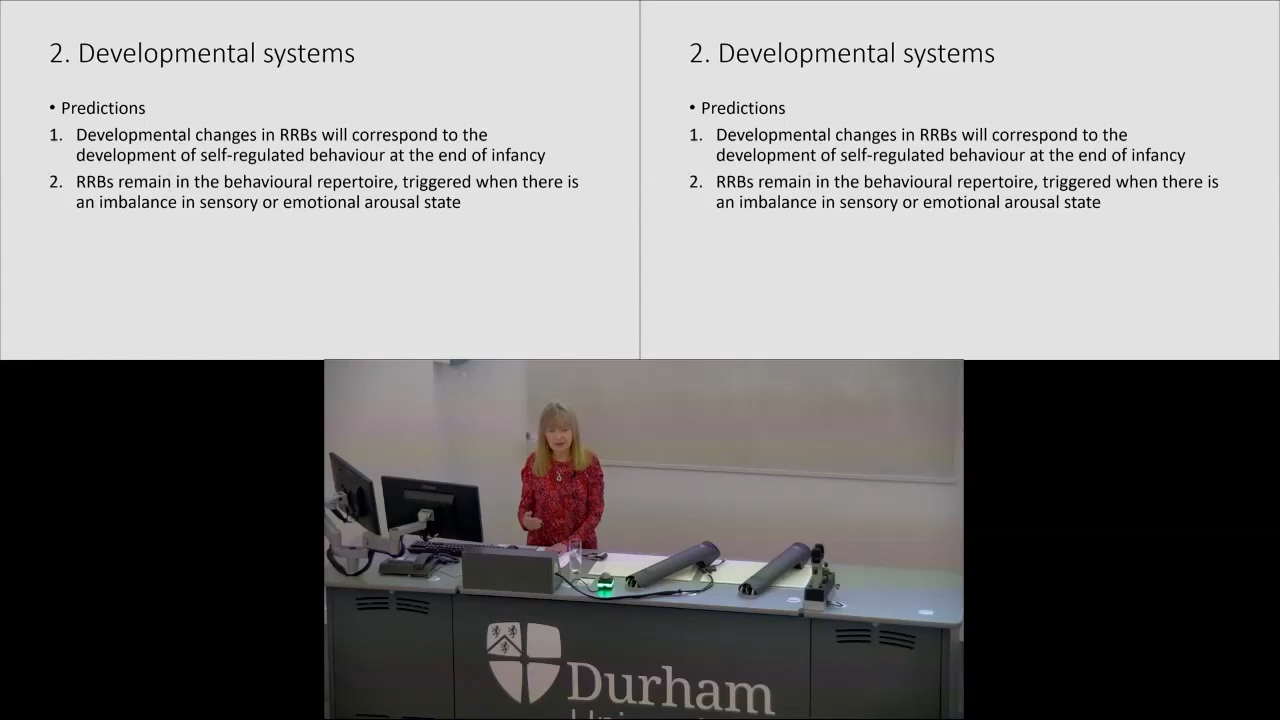 2. Developmental systems
• Predictions
1. Developmental changes in RRBs will correspond to the
development of self-regulated behaviour at the end of infancy
2. RRBs remain in the behavioural repertoire, triggered when there is
an imbalance in sensory or emotional arousal state
2. Developmental systems
• Predictions
1. Developmental changes in RRBs will correspond to the
development of self-regulated behaviour at the end of infancy
2. RRBs remain in the behavioural repertoire, triggered when there is
an imbalance in sensory or emotional arousal state
Durham